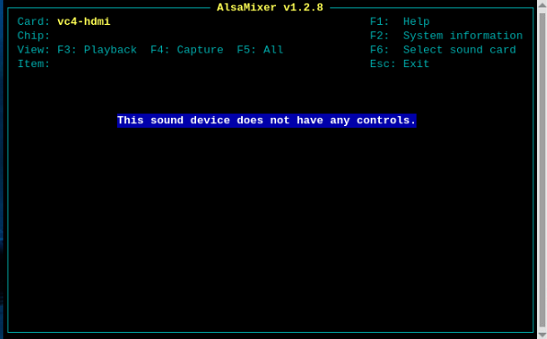 AlsaMixer v1.2.8
Card: vc4-hdmi F1: Help
Chip: F2: System information
View: F3: Playback F4: Capture F5: All F6: Select sound card
Item: Esc: Exit
This sound device does not have any controls.